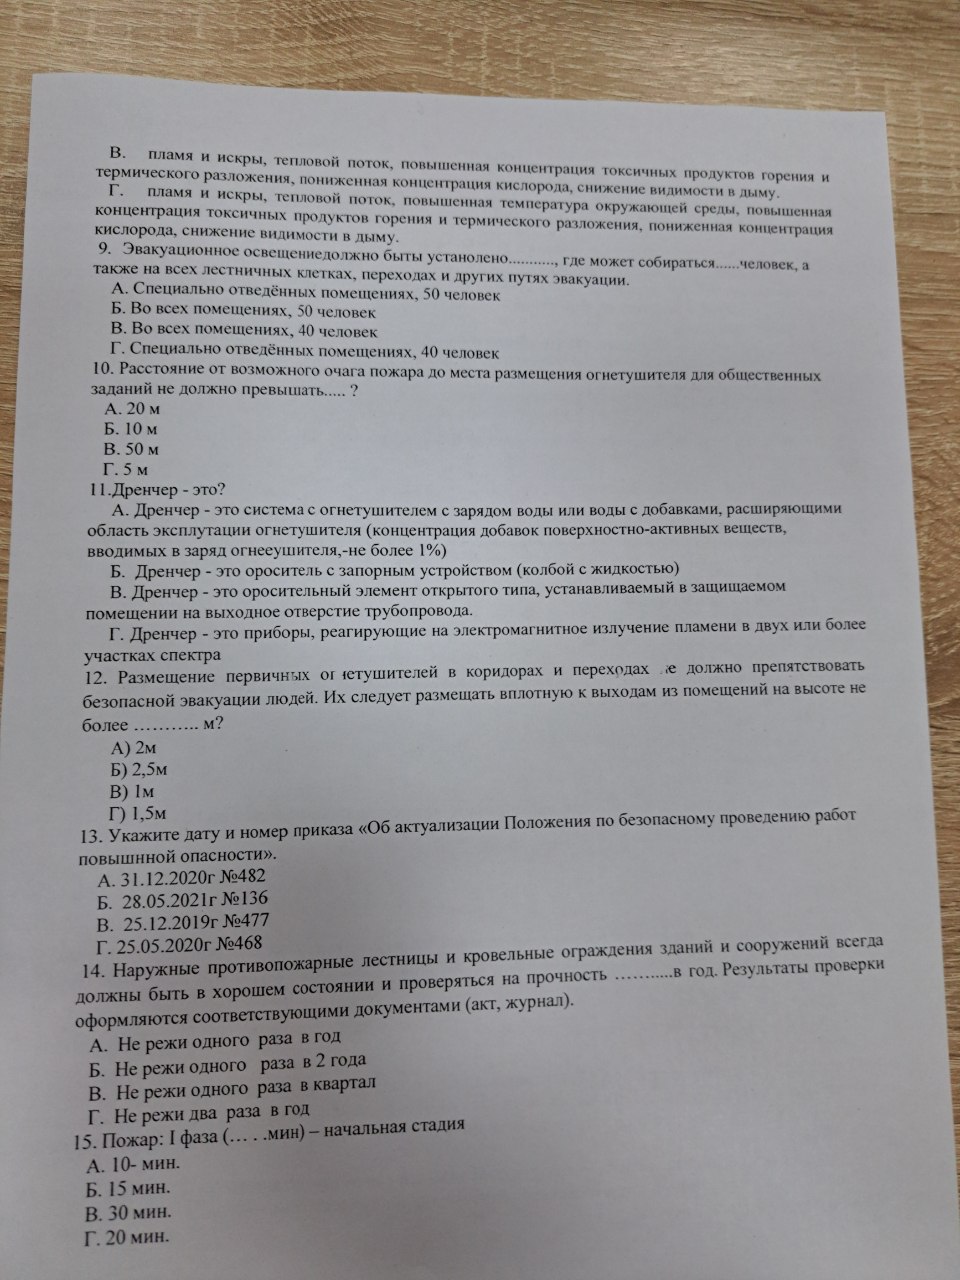 В. пламя и искры, тепловой поток, повышенная концентрация токсичных продуктов горения и
термического разложения, пониженная концентрация кислорода, снижение видимости в дыму.
Г. пламя и искры, тепловой поток, повышенная температура окружающей среды, повышенная
концентрация токсичных продуктов горения и термического разложения, пониженная концентрация
кислорода, снижение видимости в дыму.
9. Эвакуационное освещениедолжно быты устанолено..........., где может собираться......человек, а
также на всех лестничных клетках, переходах и других путях эвакуации.
А. Специально отведённых помещениях, 50 человек
Б. Во всех помещениях, 50 человек
В. Во всех помещениях, 40 человек
Г. Специально отведённых помещениях, 40 человек
10. Расстояние от возможного очага пожара до места размещения огнетушителя для общественных
заданий не должно превышать..... ?
А. 20 м
Б. 10 м
В. 50 м
Г. 5 м
11.Дренчер - это?
А. Дренчер - это система с огнетушителем с зарядом воды или воды с добавками, расширяющими
область эксплутации огнетушителя (концентрация добавок поверхностно-активных веществ,
вводимых в заряд огнееушителя,-не более 1%)
Б. Дренчер - это ороситель с запорным устройством (колбой с жидкостью)
В. Дренчер - это оросительный элемент открытого типа, устанавливаемый в защищаемом
помещении на выходное отверстие трубопровода.
Г. Дренчер - это приборы, реагирующие на электромагнитное излучение пламени в двух или более
участках спектра
12. Размещение первичных огнетушителей в коридорах и переходах не должно препятствовать
безопасной эвакуации людей. Их следует размещать вплотную к выходам из помещений на высоте не
более ……….. м?
А) 2м
Б) 2,5м
В) 1м
Г) 1,5м
13. Укажите дату и номер приказа «Об актуализации Положения по безопасному проведению работ
повышнной опасности».
А. 31.12.2020г №482
Б. 28.05.2021г №136
В. 25.12.2019г №477
Г. 25.05.2020г №468
14. Наружные противопожарные лестницы и кровельные ограждения зданий и сооружений всегда
должны быть в хорошем состоянии и проверяться на прочность ………..в год. Результаты проверки
оформляются соответствующими документами (акт, журнал).
А. Не режи одного раза в год
Б. Не режи одного раза в 2 года
В. Не режи одного раза в квартал
Г. Не режи два раза в год
15. Пожар: I фаза (… . .мин) – начальная стадия
А. 10- мин.
Б. 15 мин.
В. 30 мин.
Г. 20 мин.